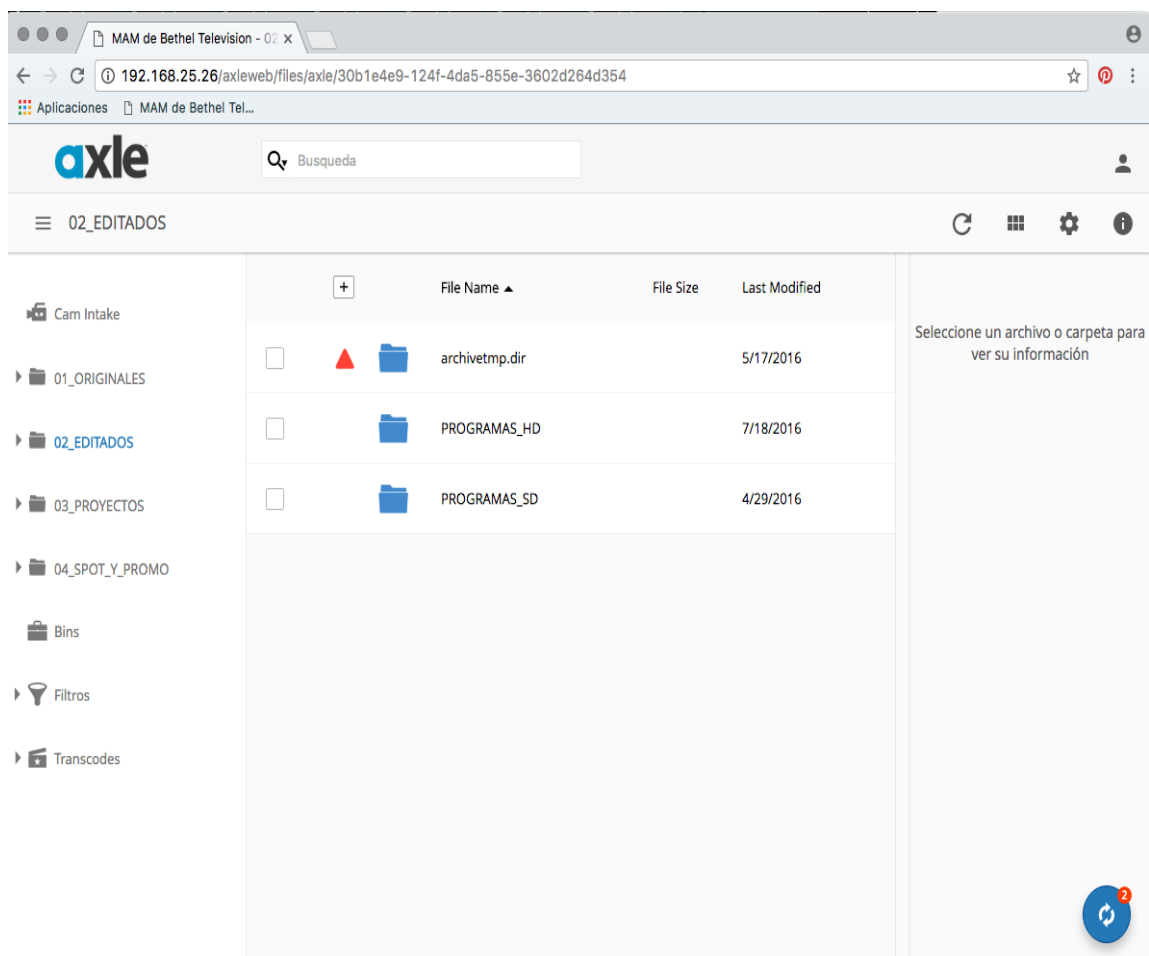 MAM de Bethel Television - 02
192.168.25.26/axleweb/files/axle/30b1e4e9-124f-4da5-855e-3602d264d354
Aplicaciones MAM de Bethel Tel...
axle Busqueda
02_EDITADOS
File Name File Size Last Modified
Cam Intake
01_ORIGINALES
02_EDITADOS
03_PROYECTOS
04_SPOT_Y_PROMO
Bins
Filtros
Transcodes
archivetmp.dir 5/17/2016
PROGRAMAS_HD 7/18/2016
PROGRAMAS_SD 4/29/2016
Seleccione un archivo o carpeta para
ver su información
2